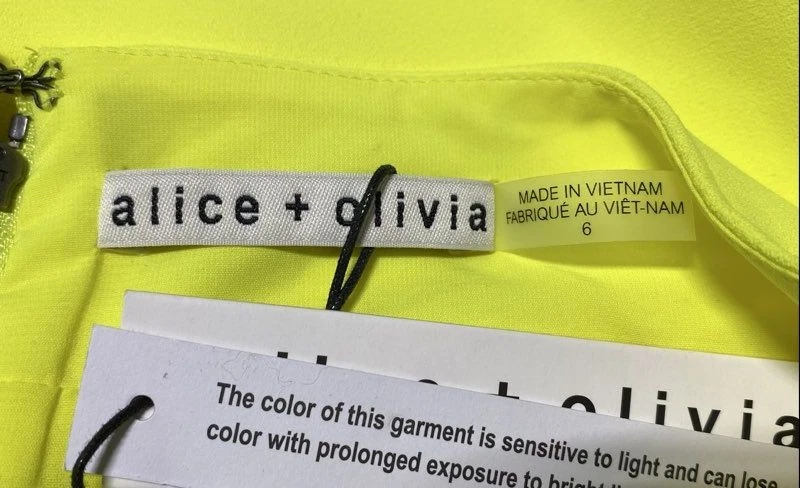 alice + olivia
MADE IN VIETNAM
FABRIQUÉ AU VIÊT-NAM
6
olivia
The color of this garment is sensitive to light and can lose
color with prolonged exposure to bright